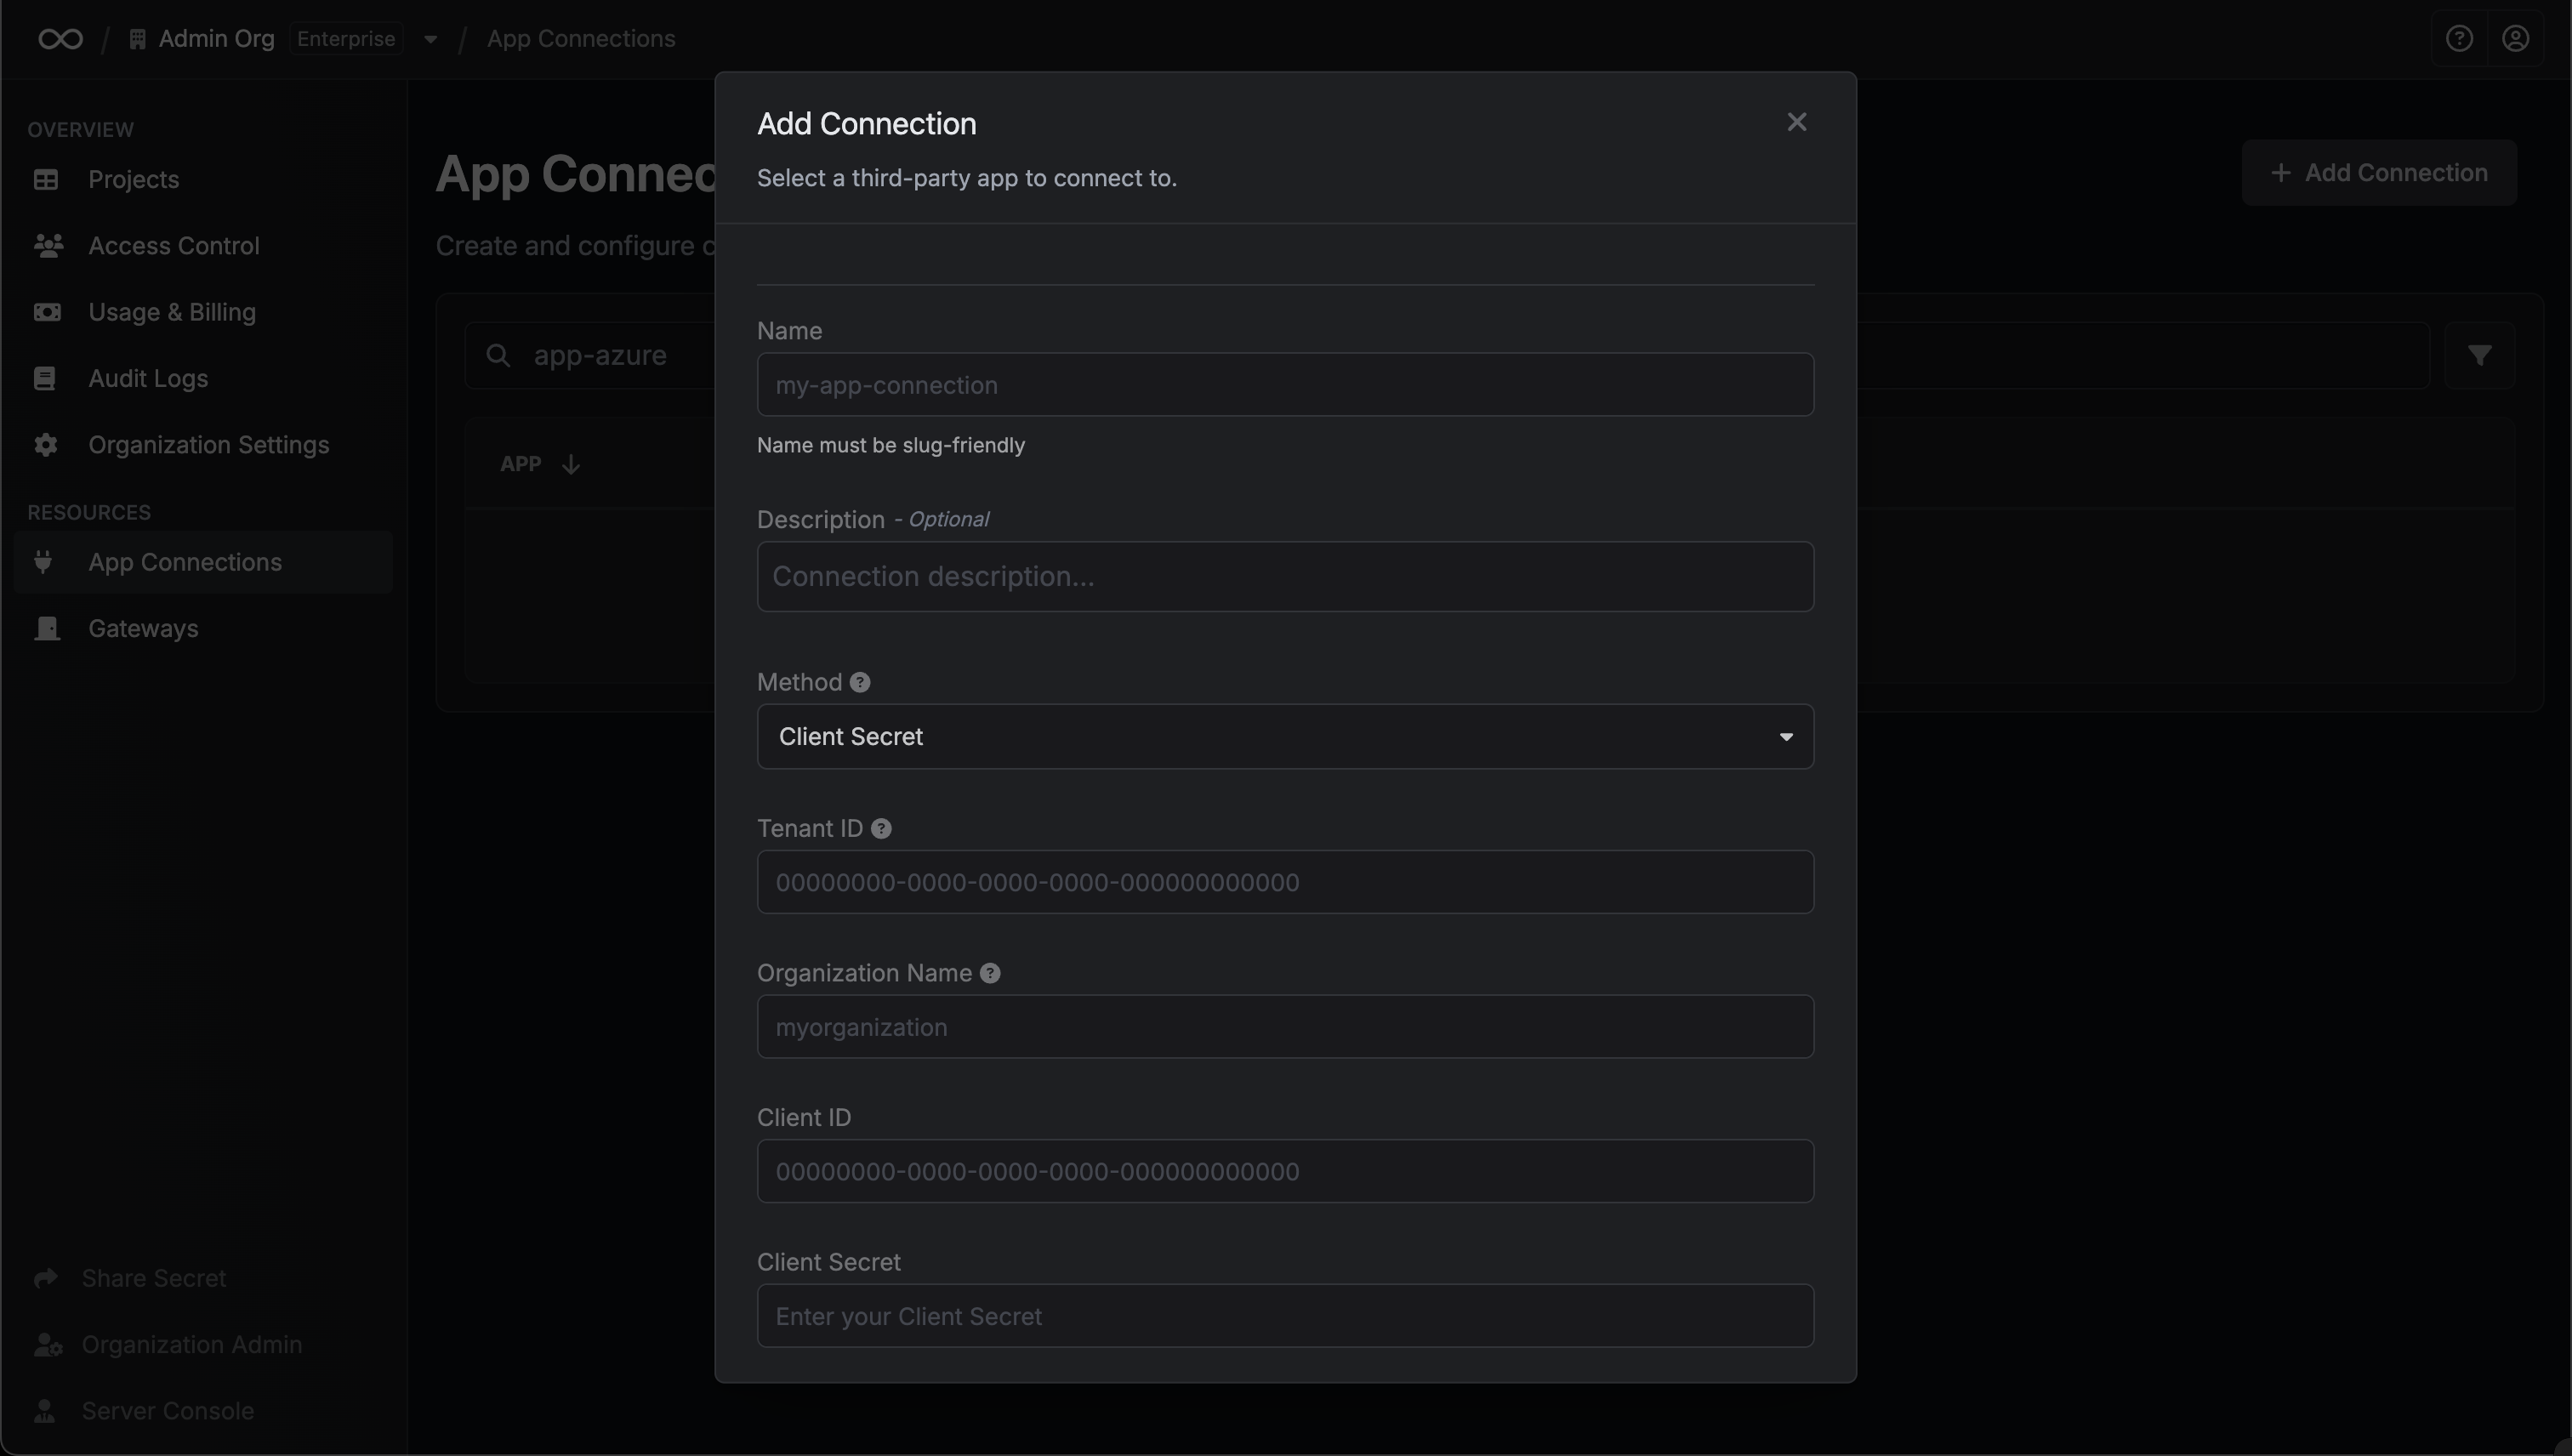 Admin Org Enterprise / App Connections
OVERVIEW
Projects
Access Control
Usage & Billing
Audit Logs
Organization Settings
RESOURCES
App Connections
Gateways
Share Secret
Organization Admin
Server Console
App Connec
Create and configure c
+ Add Connection
app-azure
APP
Add Connection
Select a third-party app to connect to.
Name
my-app-connection
Name must be slug-friendly
Description - Optional
Connection description...
Method
Client Secret
Tenant ID
00000000-0000-0000-0000-000000000000
Organization Name
myorganization
Client ID
00000000-0000-0000-0000-000000000000
Client Secret
Enter your Client Secret